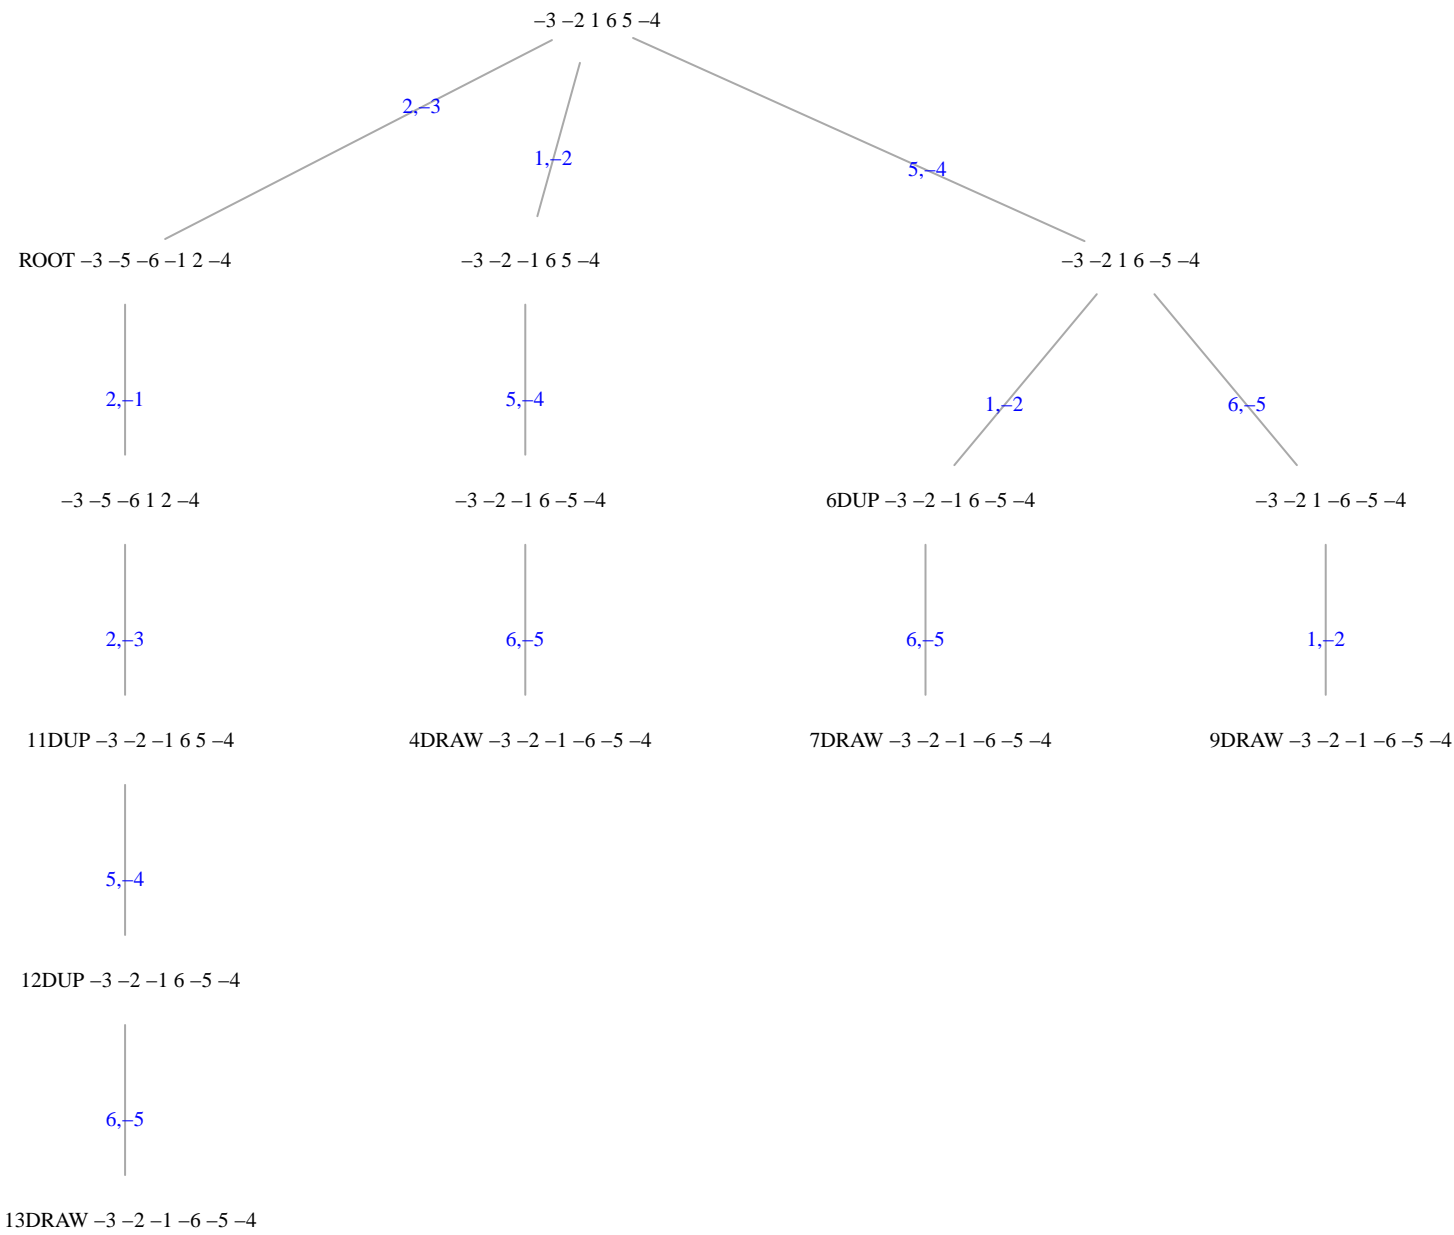 –3 –2 1 6 5 –4
2,–3
1,–2
5,–4
ROOT –3 –5 –6 –1 2 –4
–3 –2 –1 6 5 –4
–3 –2 1 6 –5 –4
2,–1
5,–4
1,–2
6,–5
–3 –5 –6 1 2 –4
–3 –2 –1 6 –5 –4
6DUP –3 –2 –1 6 –5 –4
–3 –2 1 –6 –5 –4
2,–3
6,–5
6,–5
1,–2
11DUP –3 –2 –1 6 5 –4
4DRAW –3 –2 –1 –6 –5 –4
7DRAW –3 –2 –1 –6 –5 –4
9DRAW –3 –2 –1 –6 –5 –4
5,–4
12DUP –3 –2 –1 6 –5 –4
6,–5
13DRAW –3 –2 –1 –6 –5 –4